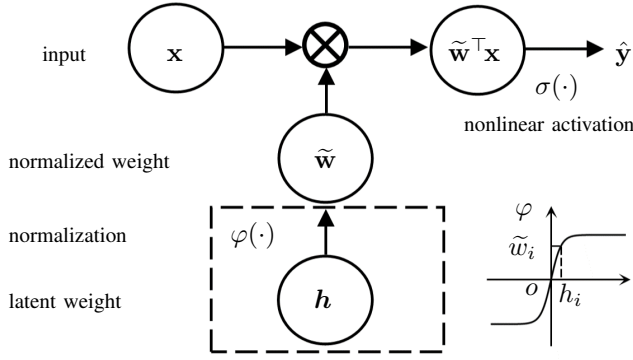 input
x
w̃⊤x
ŷ
σ(·)
nonlinear activation
normalized weight
w̃
normalization
φ(·)
latent weight
h
φ
w̃ᵢ
o
hᵢ